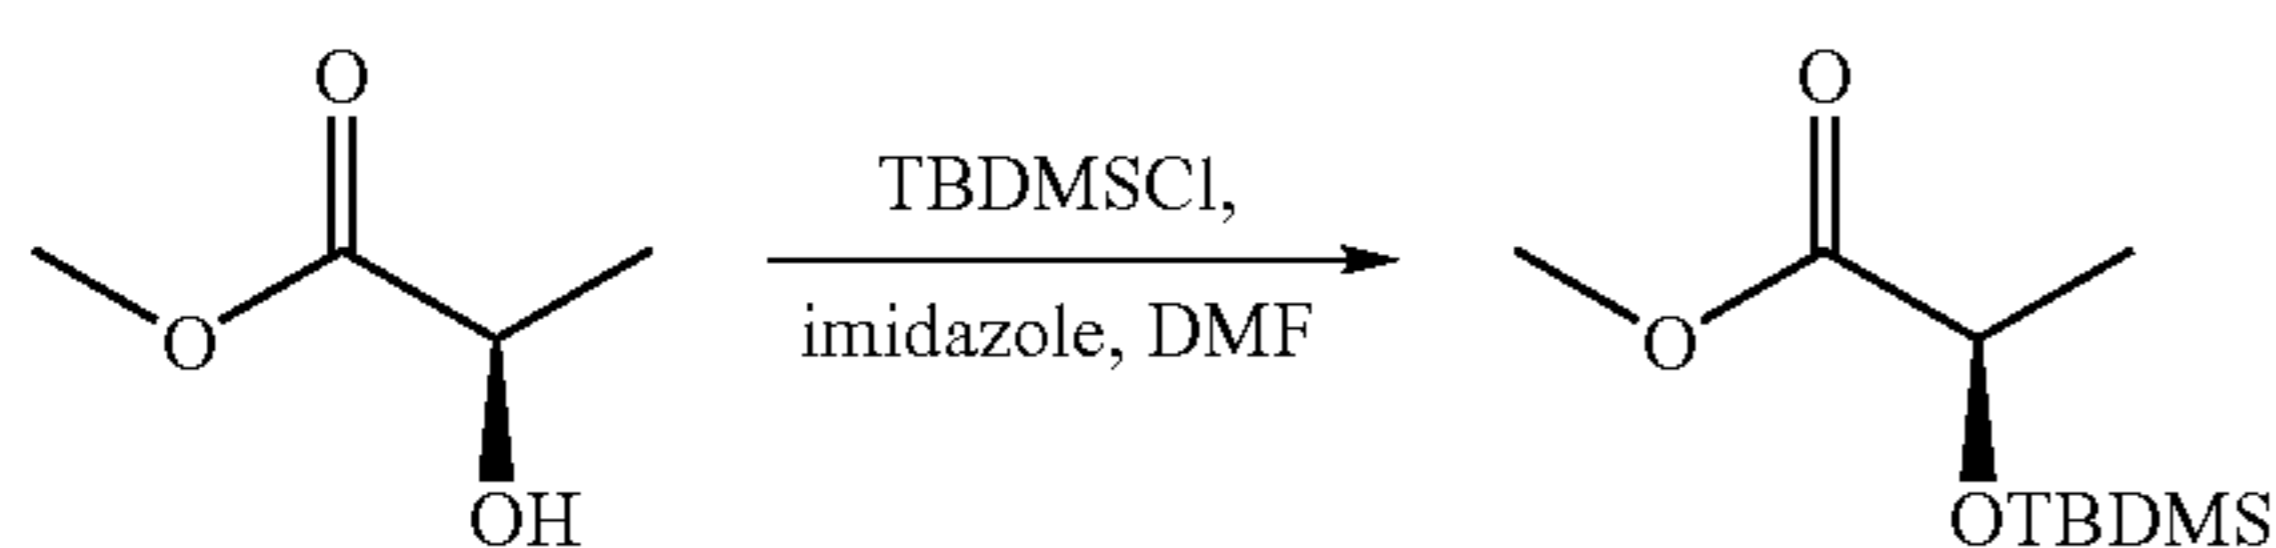 O
O
TBDMSCl,
imidazole, DMF
O
O
OH
OTBDMS